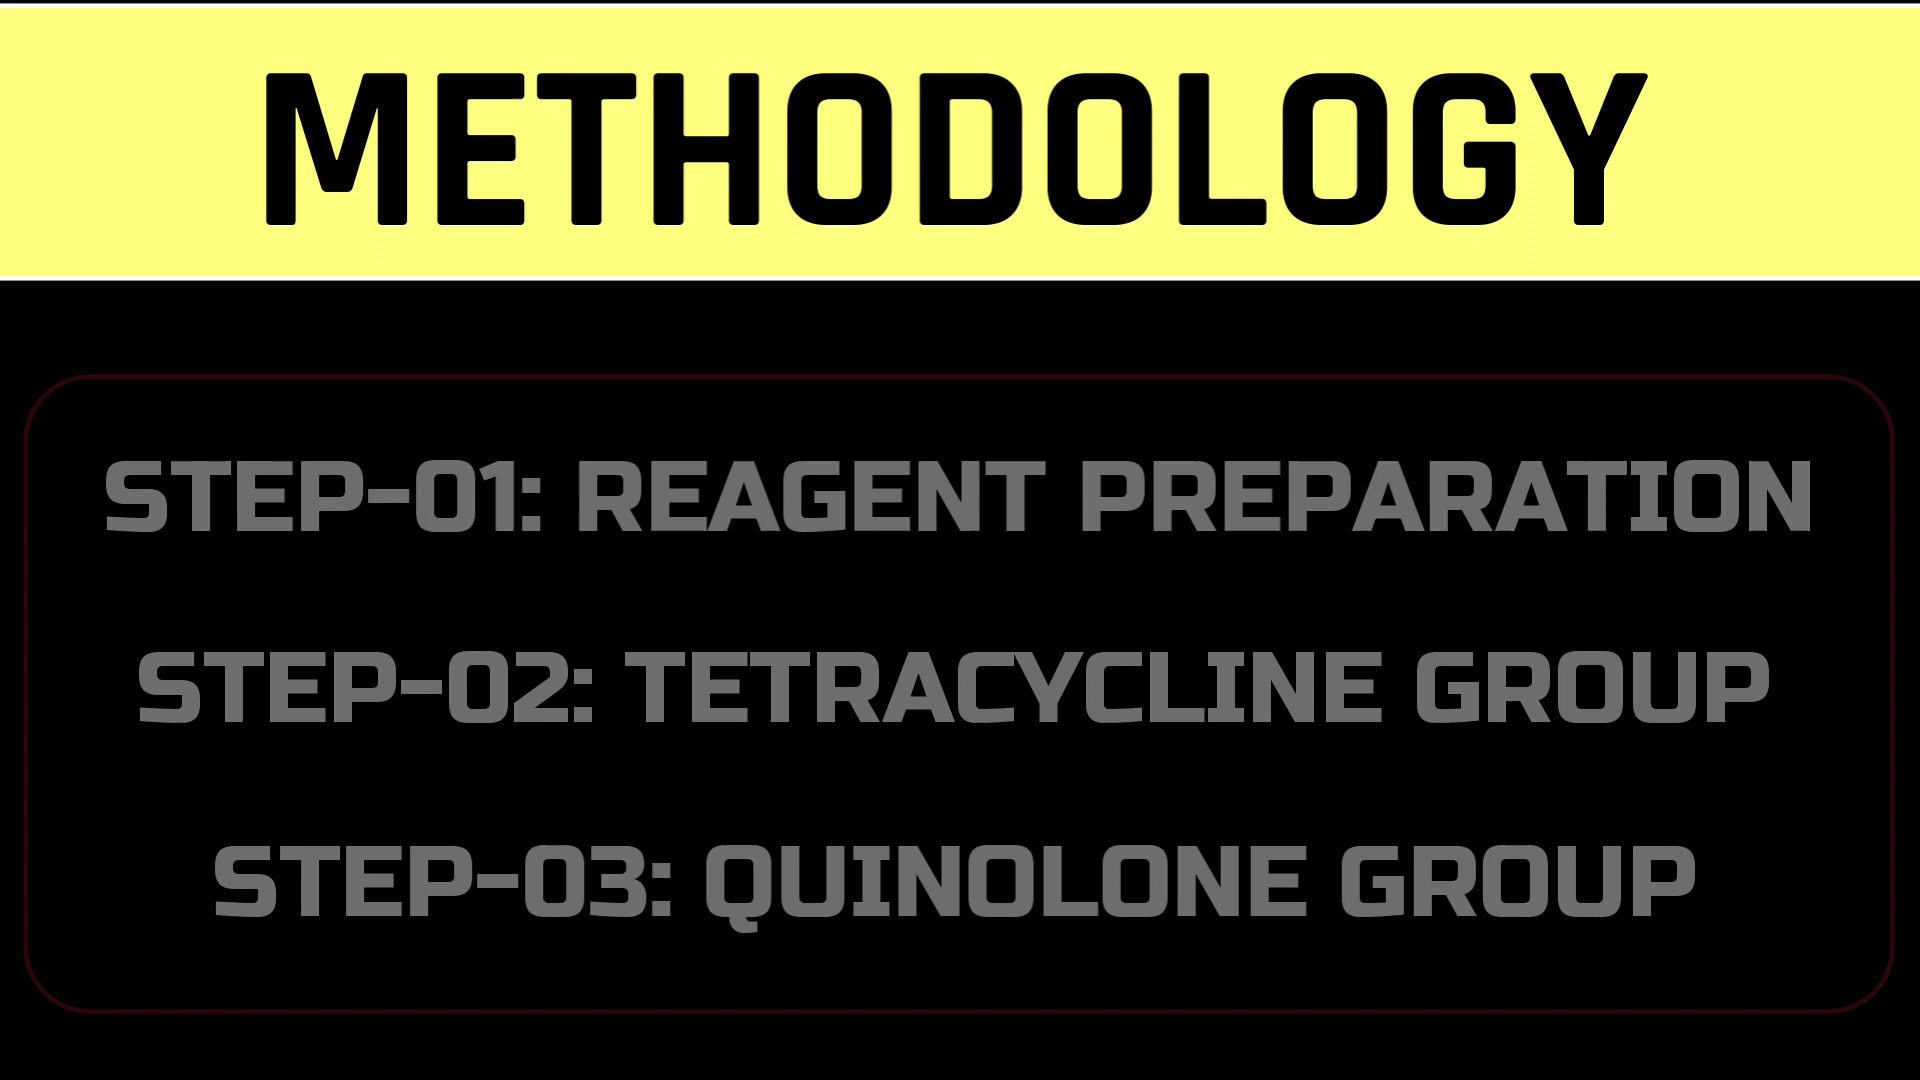 METHODOLOGY
STEP-01: REAGENT PREPARATION
STEP-02: TETRACYCLINE GROUP
STEP-03: QUINOLONE GROUP